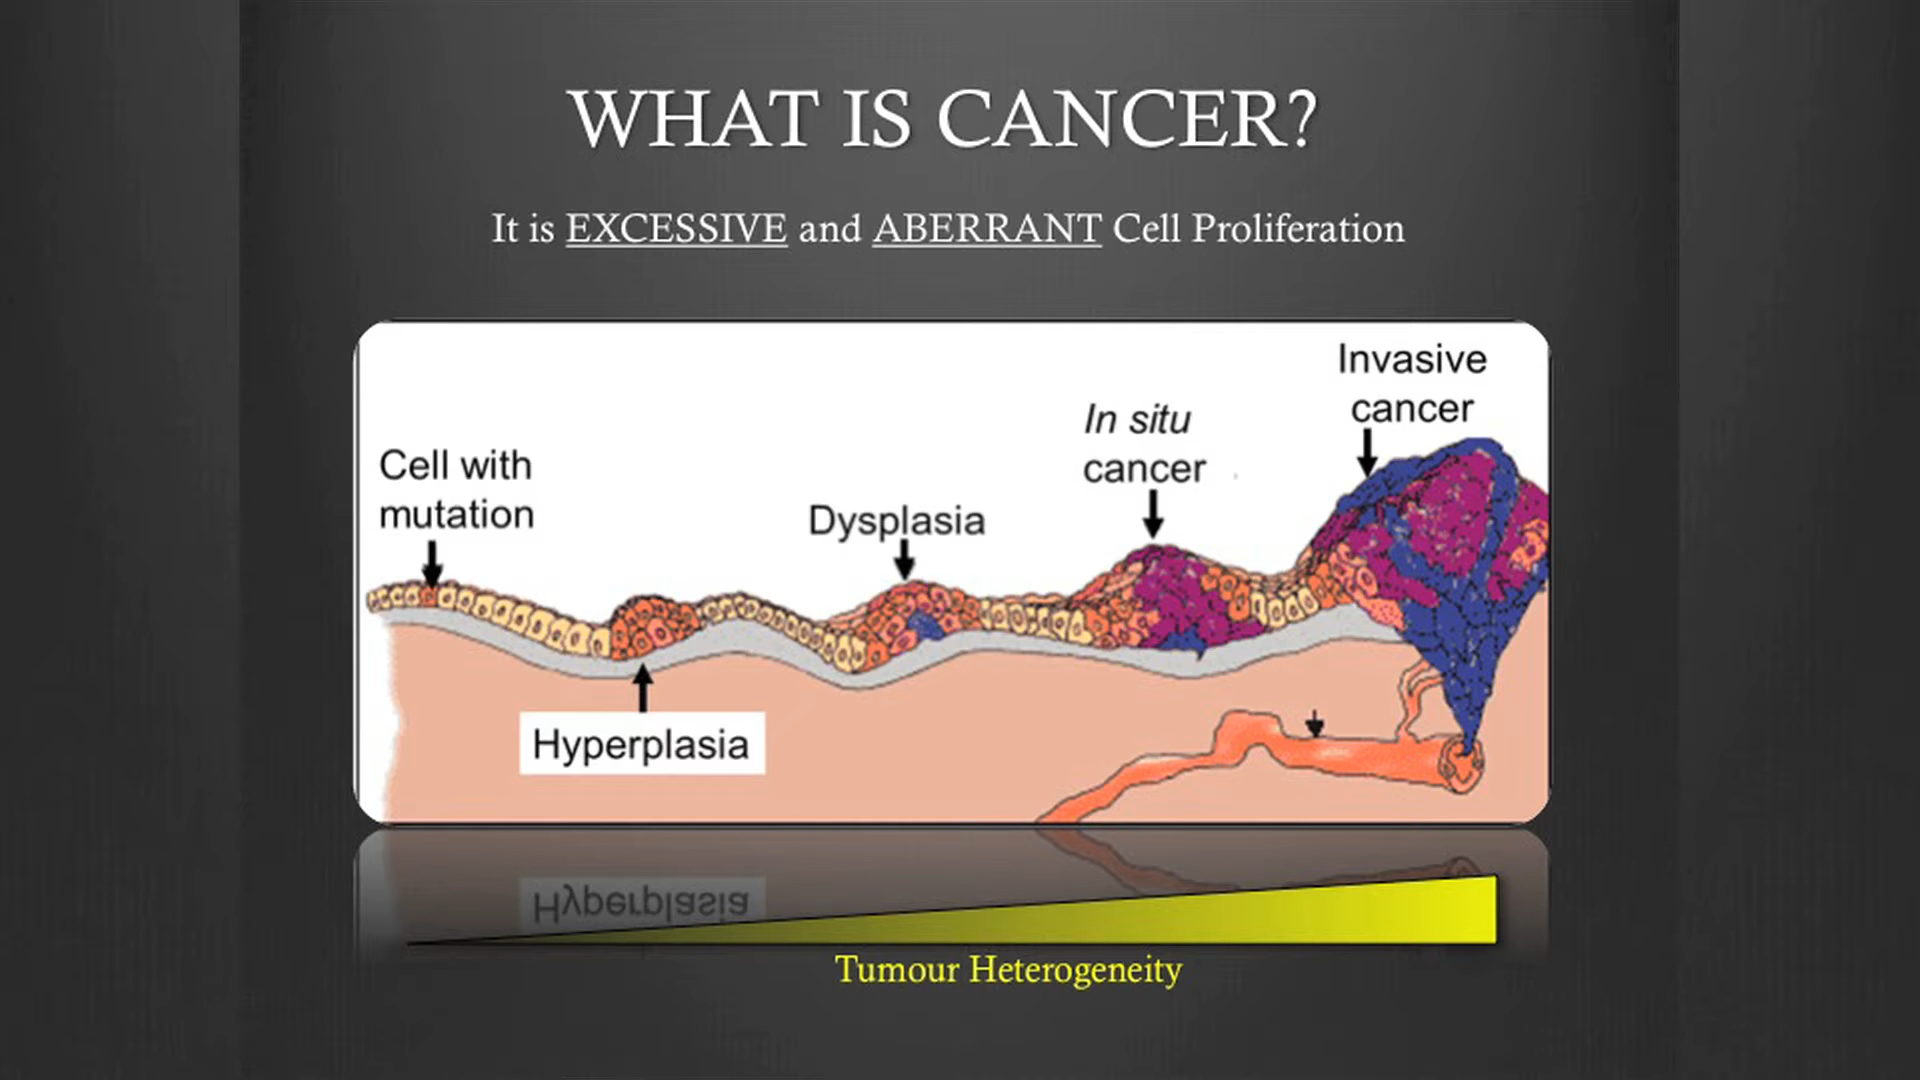 WHAT IS CANCER?
It is EXCESSIVE and ABERRANT Cell Proliferation
Invasive
cancer
In situ
cancer
Cell with
mutation
Dysplasia
Hyperplasia
Hyperplasia
Tumour Heterogeneity